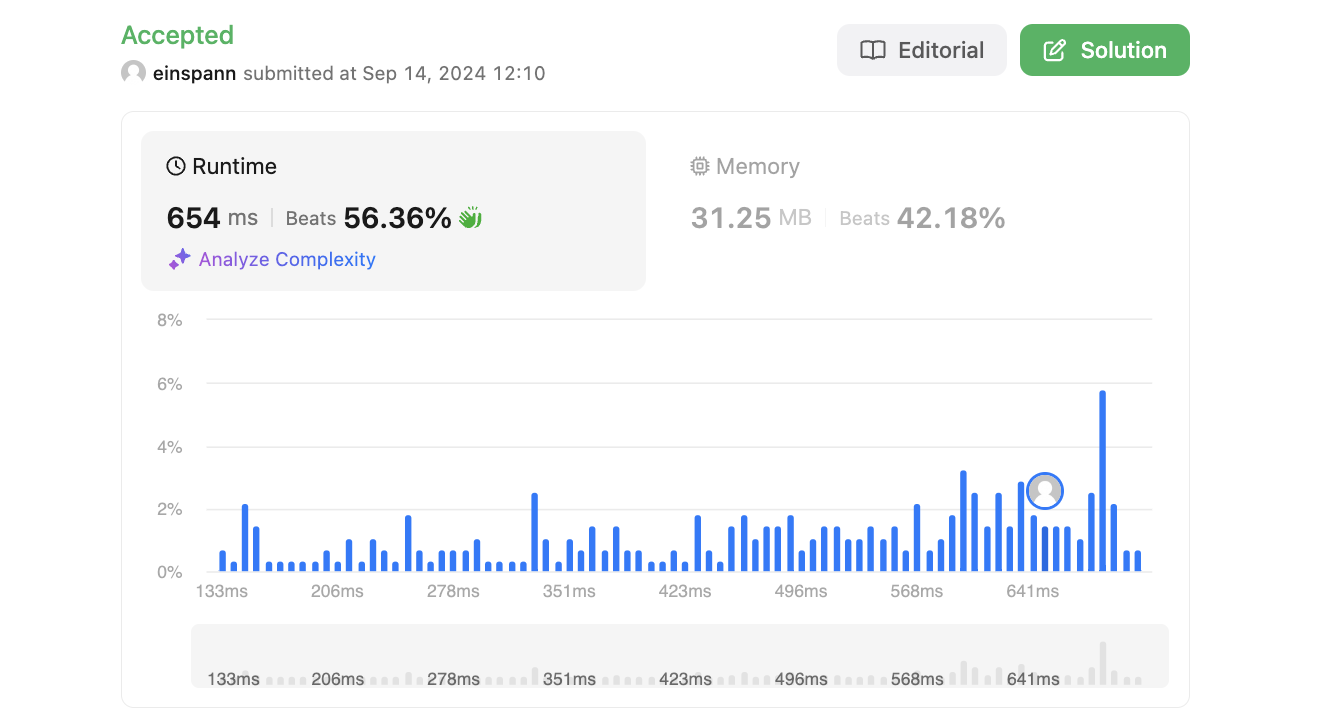 Accepted
einspann submitted at Sep 14, 2024 12:10
Editorial
Solution
Runtime
654 ms | Beats 56.36%
Analyze Complexity
Memory
31.25 MB | Beats 42.18%
8%
6%
4%
2%
0%
133ms 206ms 278ms 351ms 423ms 496ms 568ms 641ms
133ms 206ms 278ms 351ms 423ms 496ms 568ms 641ms